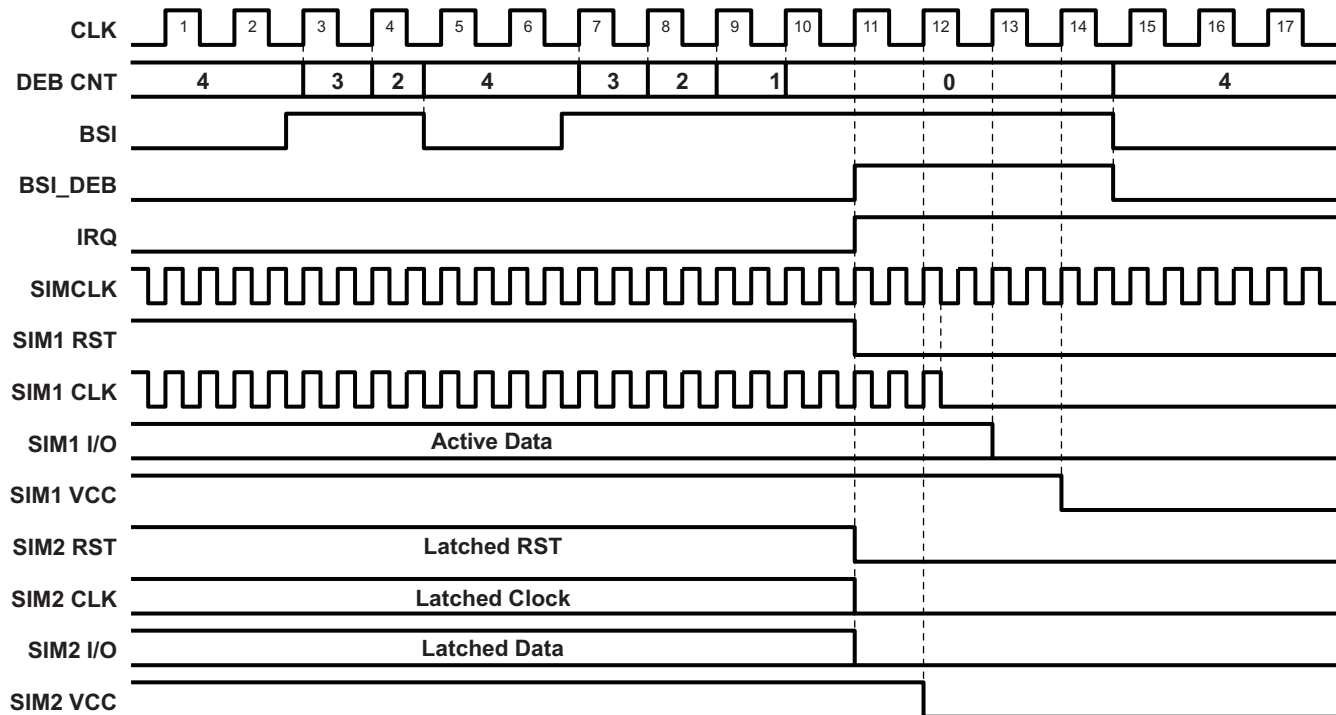 CLK 1 2 3 4 5 6 7 8 9 10 11 12 13 14 15 16 17
DEB CNT 4 3 2 4 3 2 1 0 4
BSI
BSI_DEB
IRQ
SIMCLK
SIM1 RST
SIM1 CLK
SIM1 I/O Active Data
SIM1 VCC
SIM2 RST Latched RST
SIM2 CLK Latched Clock
SIM2 I/O Latched Data
SIM2 VCC